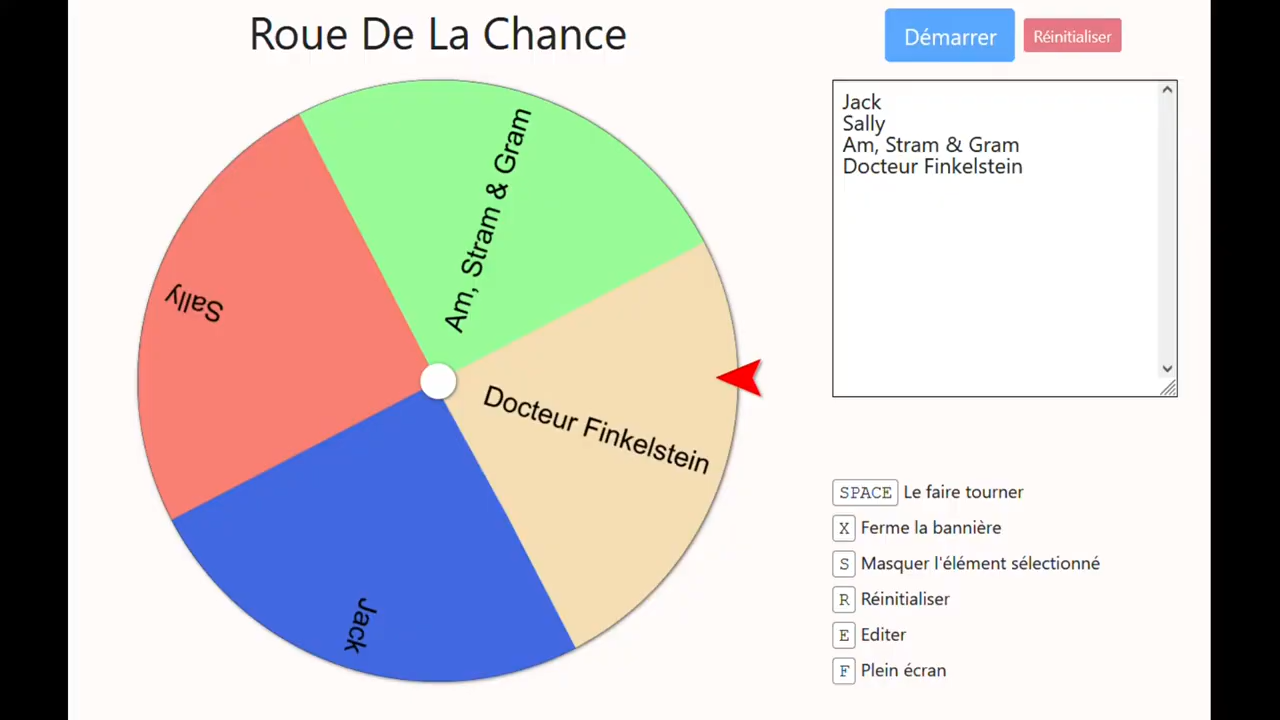 Roue De La Chance
Démarrer
Réinitialiser
Am, Stram & Gram
Sally
Docteur Finkelstein
Jack
Jack
Sally
Am, Stram & Gram
Docteur Finkelstein
SPACE Le faire tourner
X Ferme la bannière
S Masquer l'élément sélectionné
R Réinitialiser
E Editer
F Plein écran